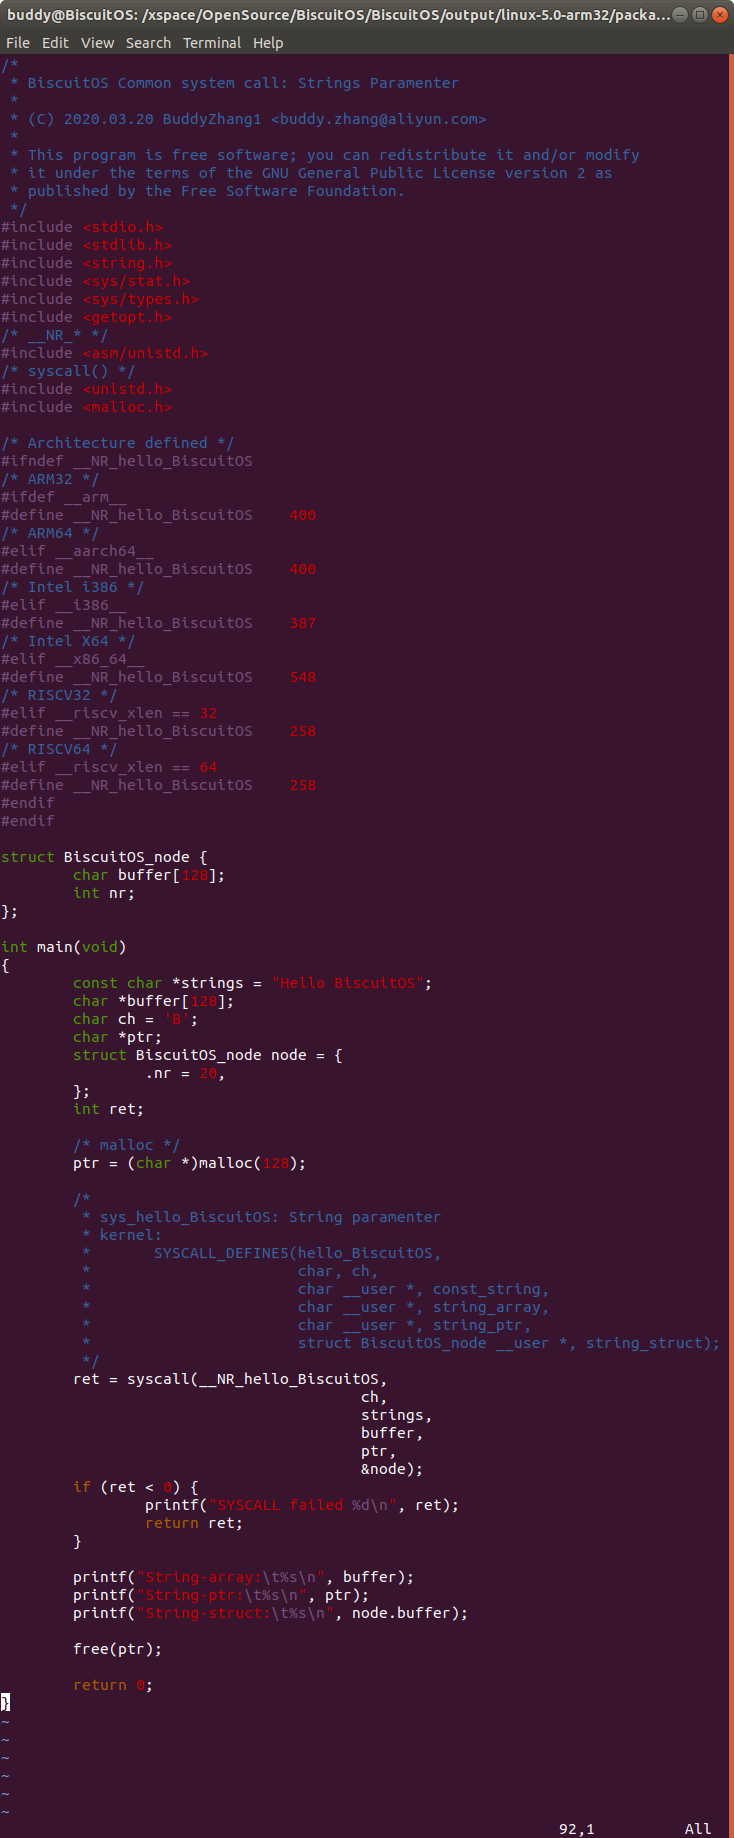 buddy@BiscuitOS: /xspace/OpenSource/BiscuitOS/BiscuitOS/output/linux-5.0-arm32/packa...
File Edit View Search Terminal Help
/*
 * BiscuitOS Common system call: Strings Paramenter
 *
 * (C) 2020.03.20 BuddyZhang1 <buddy.zhang@aliyun.com>
 *
 * This program is free software; you can redistribute it and/or modify
 * it under the terms of the GNU General Public License version 2 as
 * published by the Free Software Foundation.
 */
#include <stdio.h>
#include <stdlib.h>
#include <string.h>
#include <sys/stat.h>
#include <sys/types.h>
#include <getopt.h>
/* __NR_* */
#include <asm/unistd.h>
/* syscall() */
#include <unistd.h>
#include <malloc.h>

/* Architecture defined */
#ifndef __NR_hello_BiscuitOS
/* ARM32 */
#ifdef __arm__
#define __NR_hello_BiscuitOS    400
/* ARM64 */
#elif __aarch64__
#define __NR_hello_BiscuitOS    400
/* Intel i386 */
#elif __i386__
#define __NR_hello_BiscuitOS    387
/* Intel X64 */
#elif __x86_64__
#define __NR_hello_BiscuitOS    548
/* RISCV32 */
#elif __riscv_xlen == 32
#define __NR_hello_BiscuitOS    258
/* RISCV64 */
#elif __riscv_xlen == 64
#define __NR_hello_BiscuitOS    258
#endif
#endif

struct BiscuitOS_node {
        char buffer[128];
        int nr;
};

int main(void)
{
        const char *strings = "Hello BiscuitOS";
        char *buffer[128];
        char ch = 'B';
        char *ptr;
        struct BiscuitOS_node node = {
                .nr = 20,
        };
        int ret;

        /* malloc */
        ptr = (char *)malloc(128);

        /*
         * sys_hello_BiscuitOS: String paramenter
         * kernel:
         *       SYSCALL_DEFINE5(hello_BiscuitOS,
         *                       char, ch,
         *                       char __user *, const_string,
         *                       char __user *, string_array,
         *                       char __user *, string_ptr,
         *                       struct BiscuitOS_node __user *, string_struct);
         */
        ret = syscall(__NR_hello_BiscuitOS,
                                        ch,
                                        strings,
                                        buffer,
                                        ptr,
                                        &node);
        if (ret < 0) {
                printf("SYSCALL failed %d\n", ret);
                return ret;
        }

        printf("String-array:\t%s\n", buffer);
        printf("String-ptr:\t%s\n", ptr);
        printf("String-struct:\t%s\n", node.buffer);

        free(ptr);

        return 0;
}
~
~
~
~
~
~
92,1          All